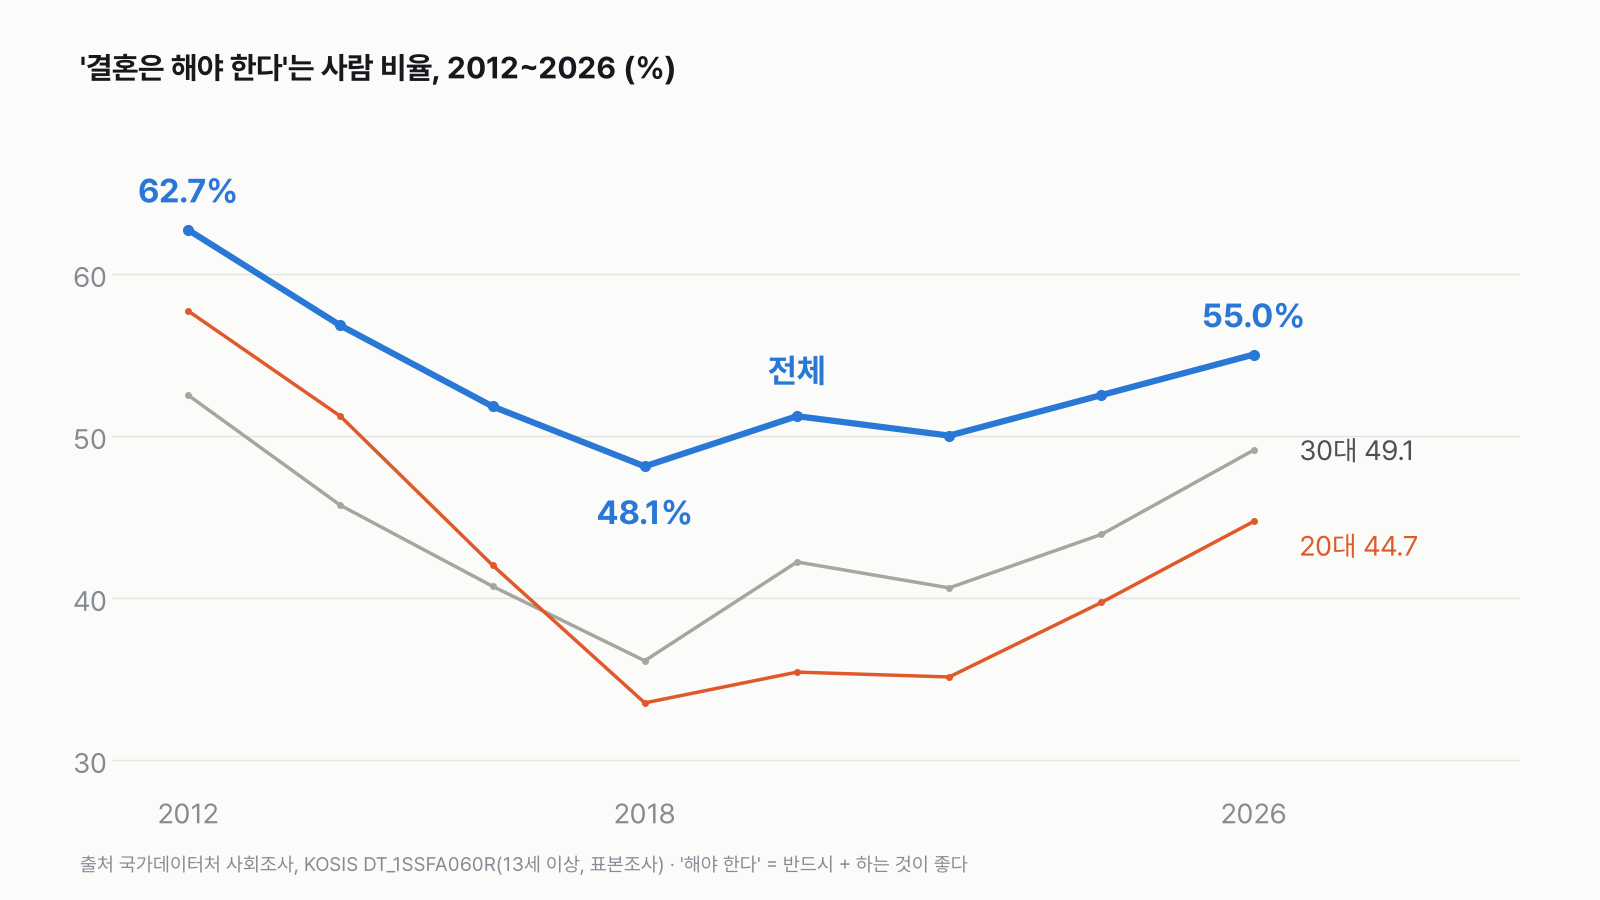 '결혼은 해야 한다'는 사람 비율, 2012~2026 (%)
62.7%
60
55.0%
전체
50
30대 49.1
48.1%
20대 44.7
40
30
2012 2018 2026
출처 국가데이터처 사회조사, KOSIS DT_1SSFA060R(13세 이상, 표본조사) · '해야 한다' = 반드시 + 하는 것이 좋다